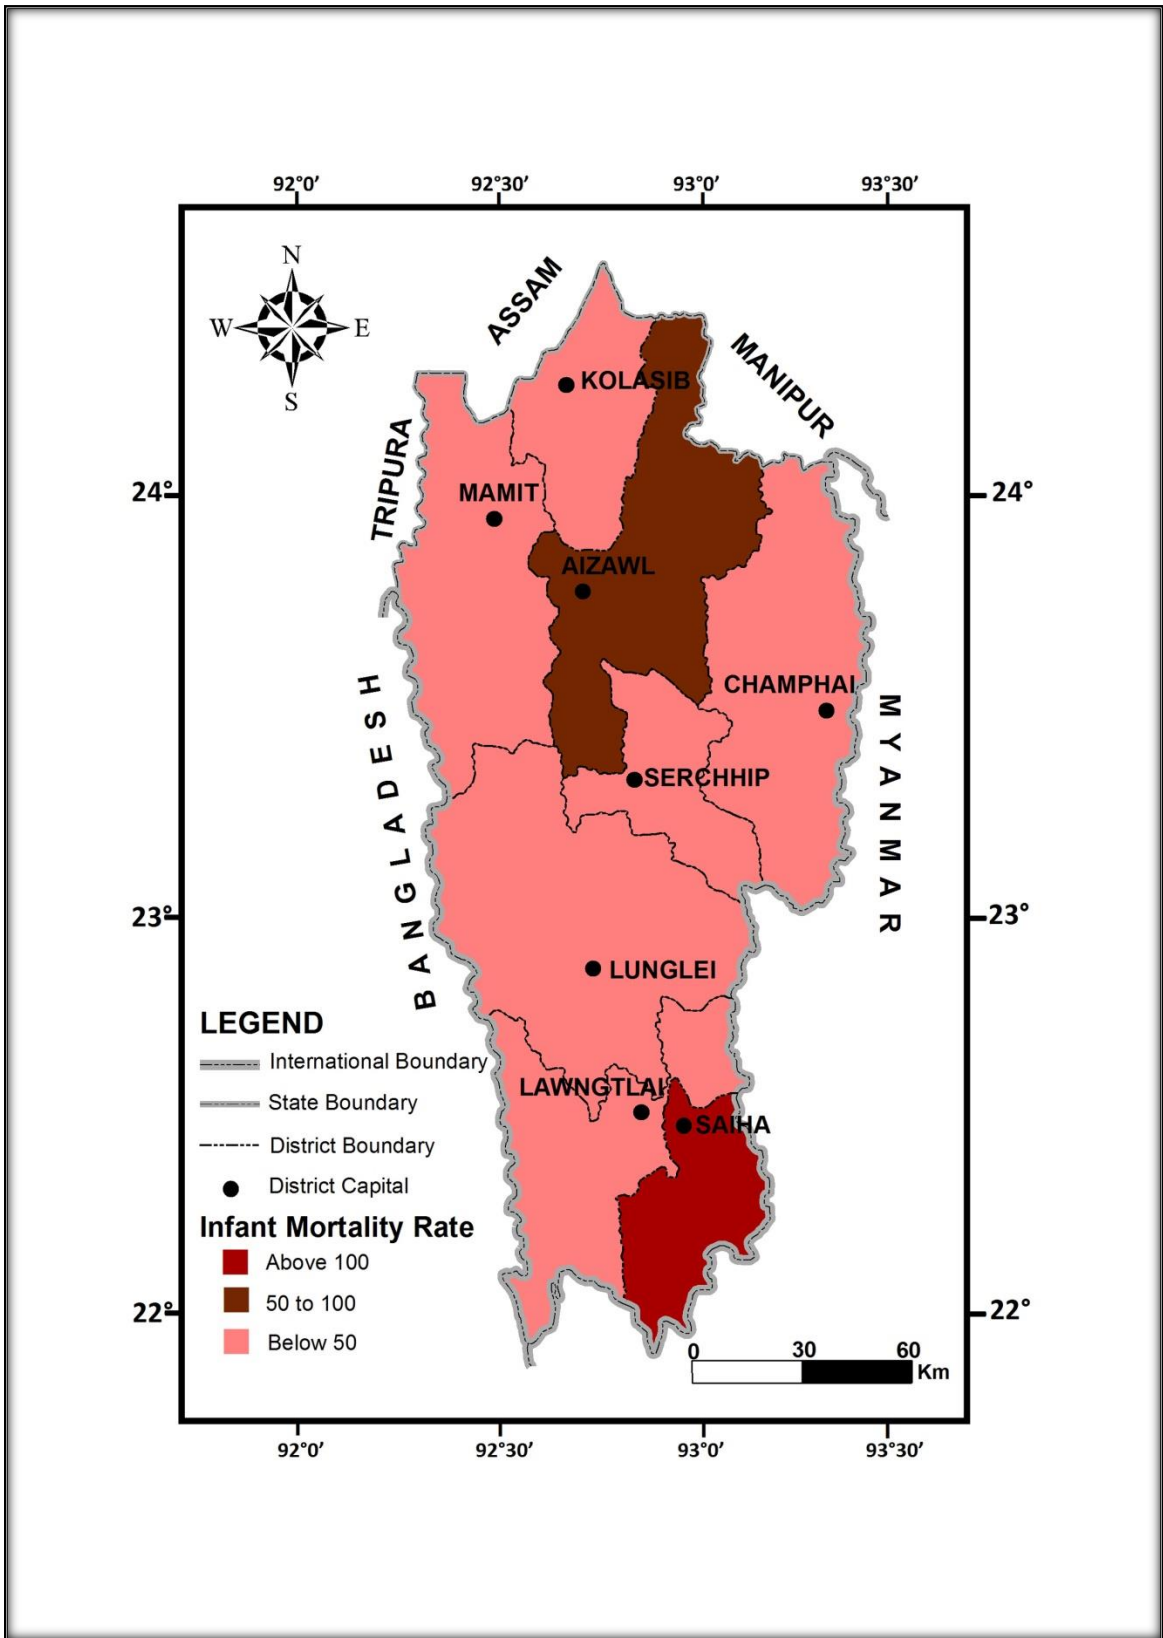 92°0’ 92°30’ 93°0’ 93°30’
N
W E
S
ASSAM
MANIPUR
KOLASIB
TRIPURA
24° 24°
MAMIT
AIZAWL
CHAMPHAI
BANGLADESH
MYANMAR
SERCHHIP
23° 23°
LUNGLEI
LEGEND
International Boundary
State Boundary
District Boundary
District Capital
LAWNGTLAI
SAIHA
Infant Mortality Rate
Above 100
50 to 100
Below 50
22° 22°
0 30 60
Km
92°0’ 92°30’ 93°0’ 93°30’